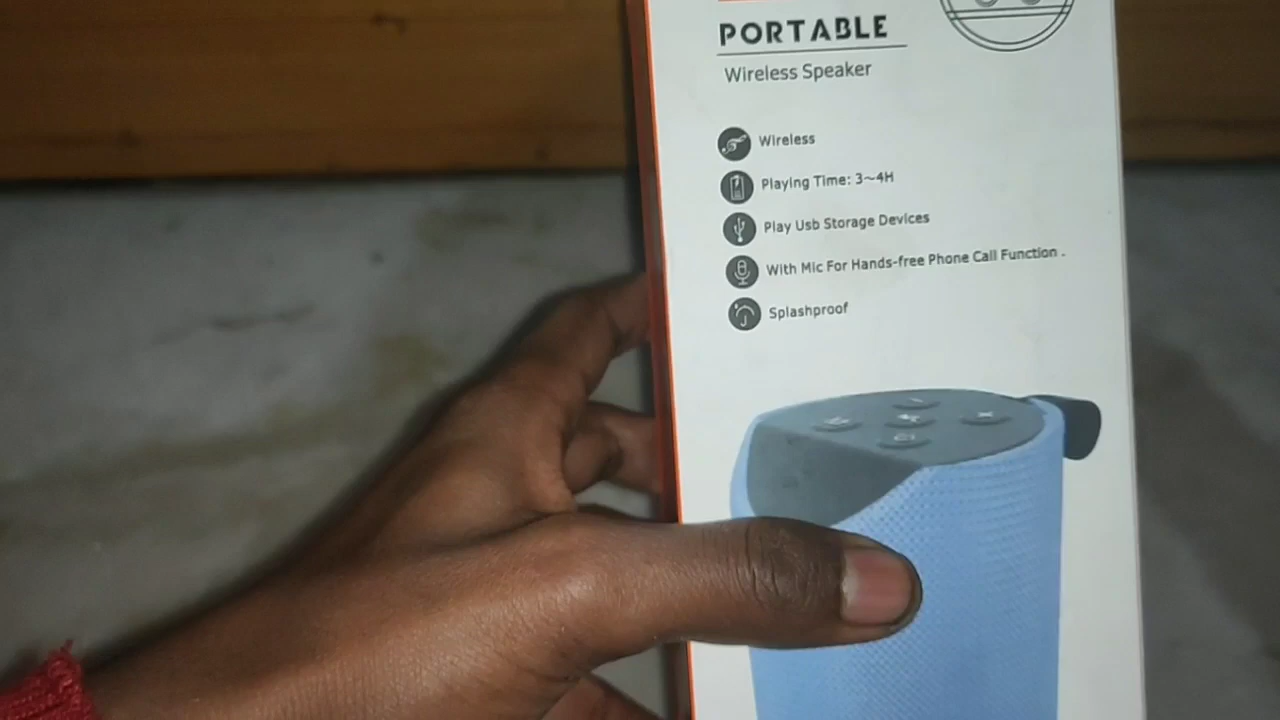 PORTABLE
Wireless Speaker
Wireless
Playing Time: 3~4H
Play Usb Storage Devices
With Mic For Hands-free Phone Call Function .
Splashproof